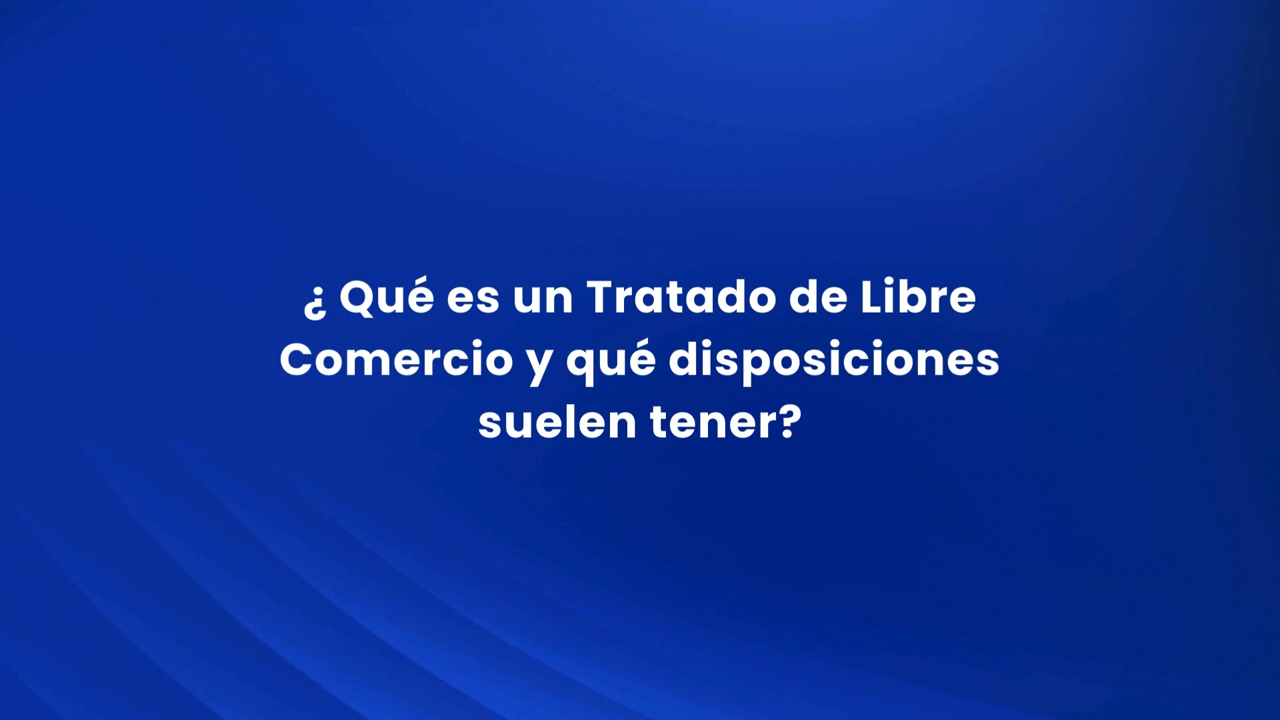 ¿ Qué es un Tratado de Libre
Comercio y qué disposiciones
suelen tener?